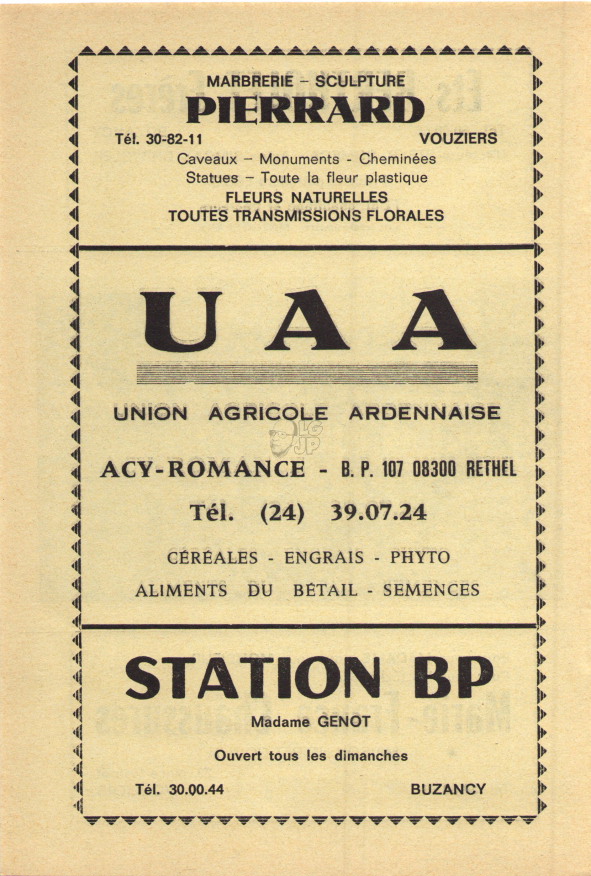 MARBRERIE - SCULPTURE
PIERRARD
Tél. 30-82-11 VOUZIERS
Caveaux - Monuments - Cheminées
Statues - Toute la fleur plastique
FLEURS NATURELLES
TOUTES TRANSMISSIONS FLORALES
UAA
UNION AGRICOLE ARDENNAISE
LG
JP
ACY-ROMANCE - B. P. 107 08300 RETHEL
Tél. (24) 39.07.24
CÉRÉALES - ENGRAIS - PHYTO
ALIMENTS DU BÉTAIL - SEMENCES
STATION BP
Madame GENOT
Ouvert tous les dimanches
Tél. 30.00.44 BUZANCY